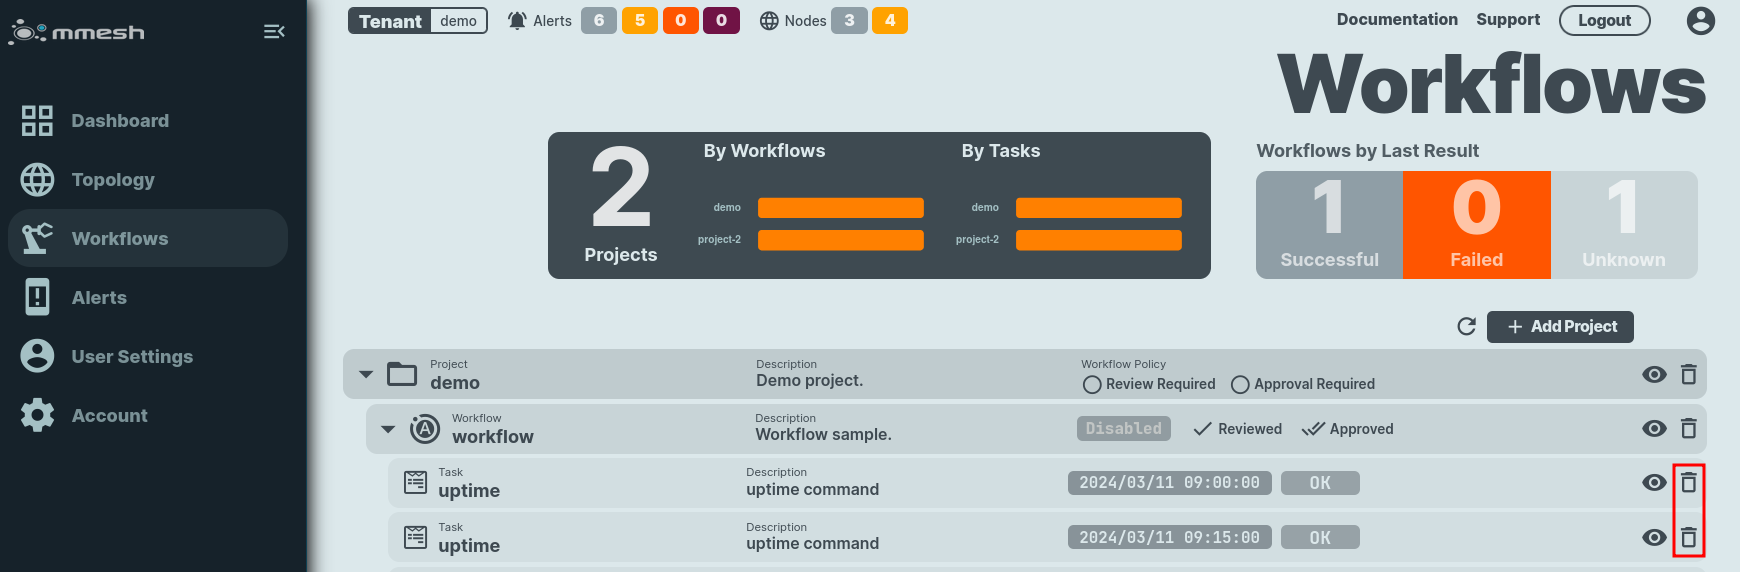 mmesh
Tenant demo Alerts 6 5 0 0 Nodes 3 4
Documentation Support Logout
Workflows
Dashboard
Topology
Workflows
Alerts
User Settings
Account
2
Projects
By Workflows
demo
project-2
By Tasks
demo
project-2
Workflows by Last Result
1 0 1
Successful Failed Unknown
+ Add Project
Project Description Workflow Policy
demo Demo project. Review Required Approval Required
Workflow Description
workflow Workflow sample. Disabled Reviewed Approved
Task Description
uptime uptime command 2024/03/11 09:00:00 OK
Task Description
uptime uptime command 2024/03/11 09:15:00 OK